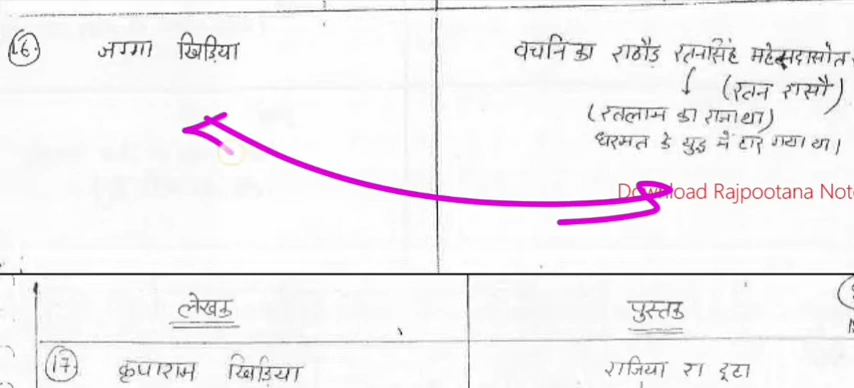 16. जग्गा खिड़िया वचनिका राठौड़ रतनसिंह महेसदासोत
(रतन रासौ)
(रतलाम का राजा था)
धरमत के युद्ध में हार गया था।
Download Rajpootana Note
लेखक पुस्तक
17 कृपाराम खिड़िया राजिया रा दूहा